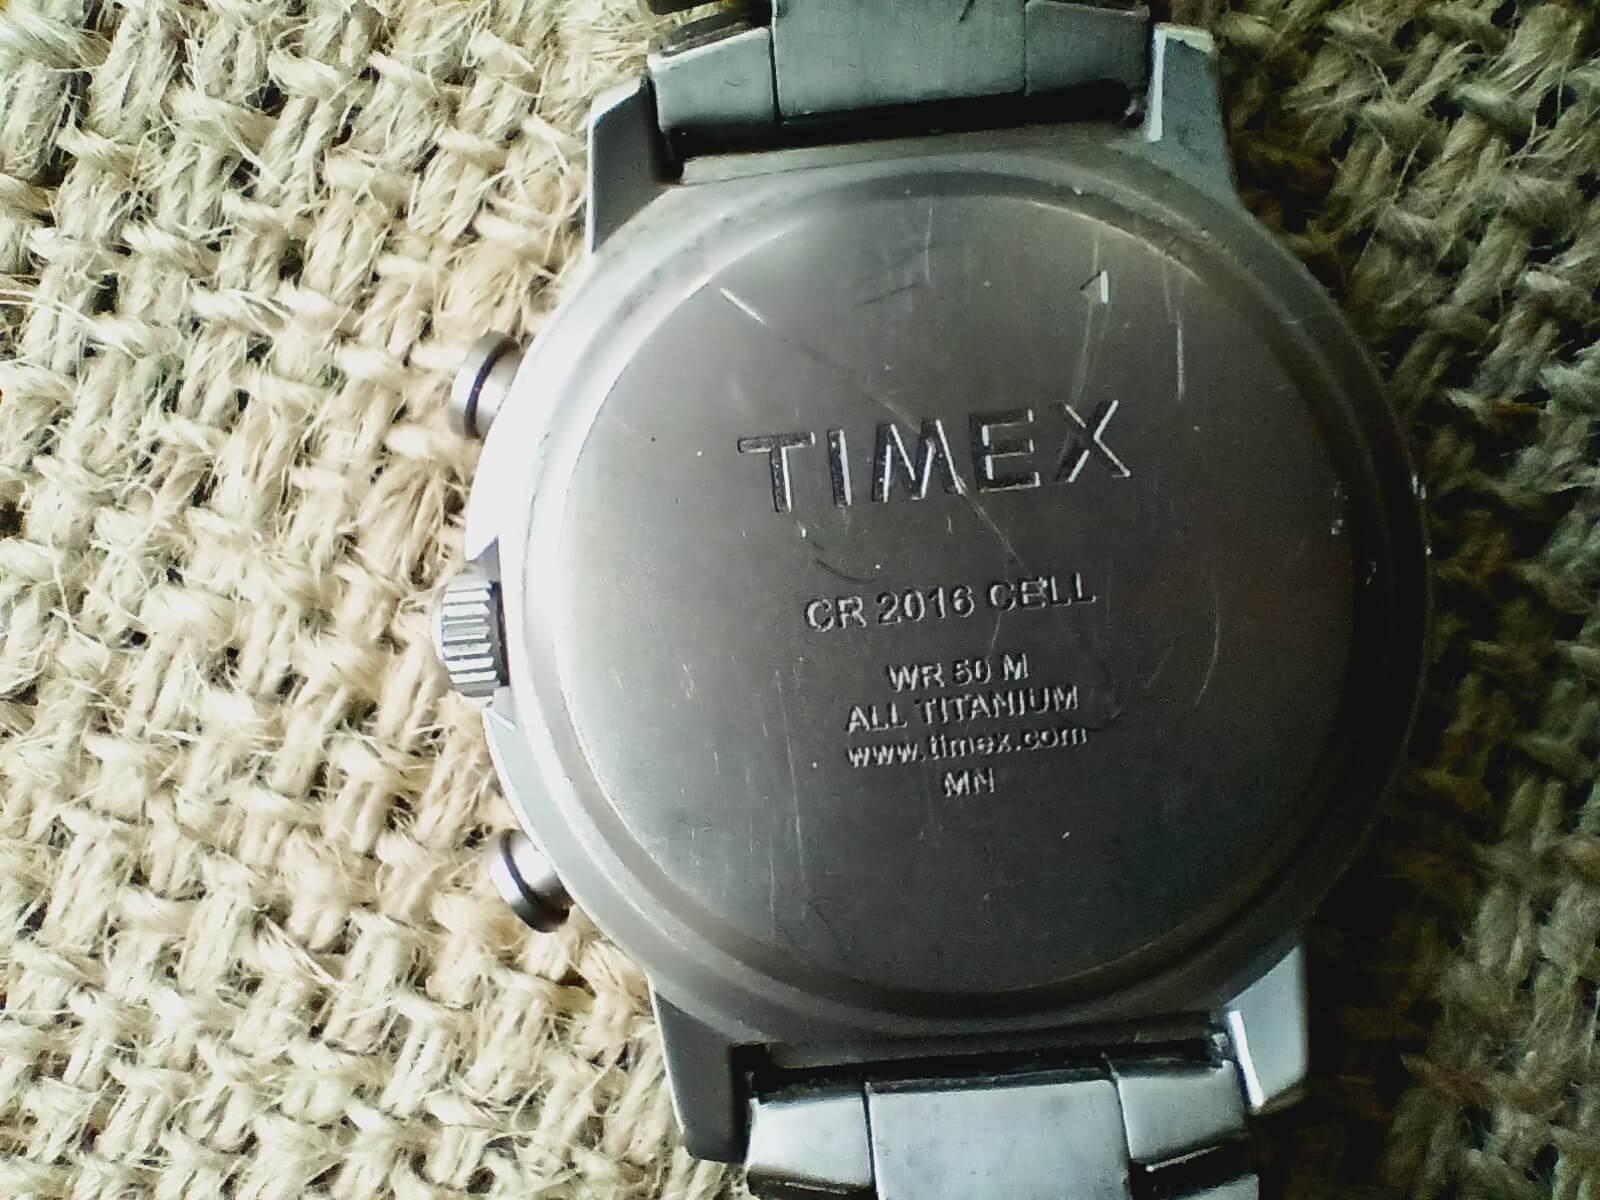 TIMEX
CR 2016 CELL
WR 50 M
ALL TITANIUM
www.timex.com
MN